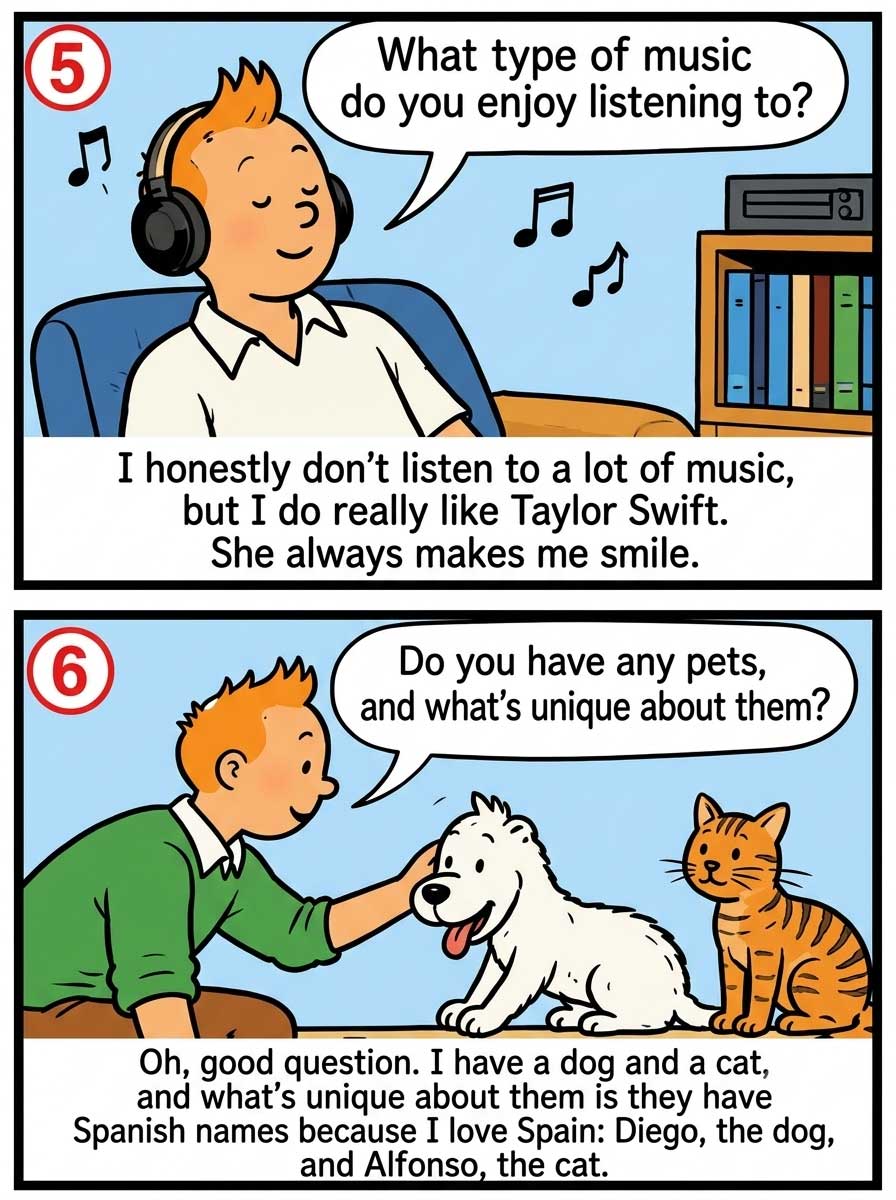 5
What type of music
do you enjoy listening to?
I honestly don't listen to a lot of music,
but I do really like Taylor Swift.
She always makes me smile.
6
Do you have any pets,
and what's unique about them?
Oh, good question. I have a dog and a cat,
and what's unique about them is they have
Spanish names because I love Spain: Diego, the dog,
and Alfonso, the cat.